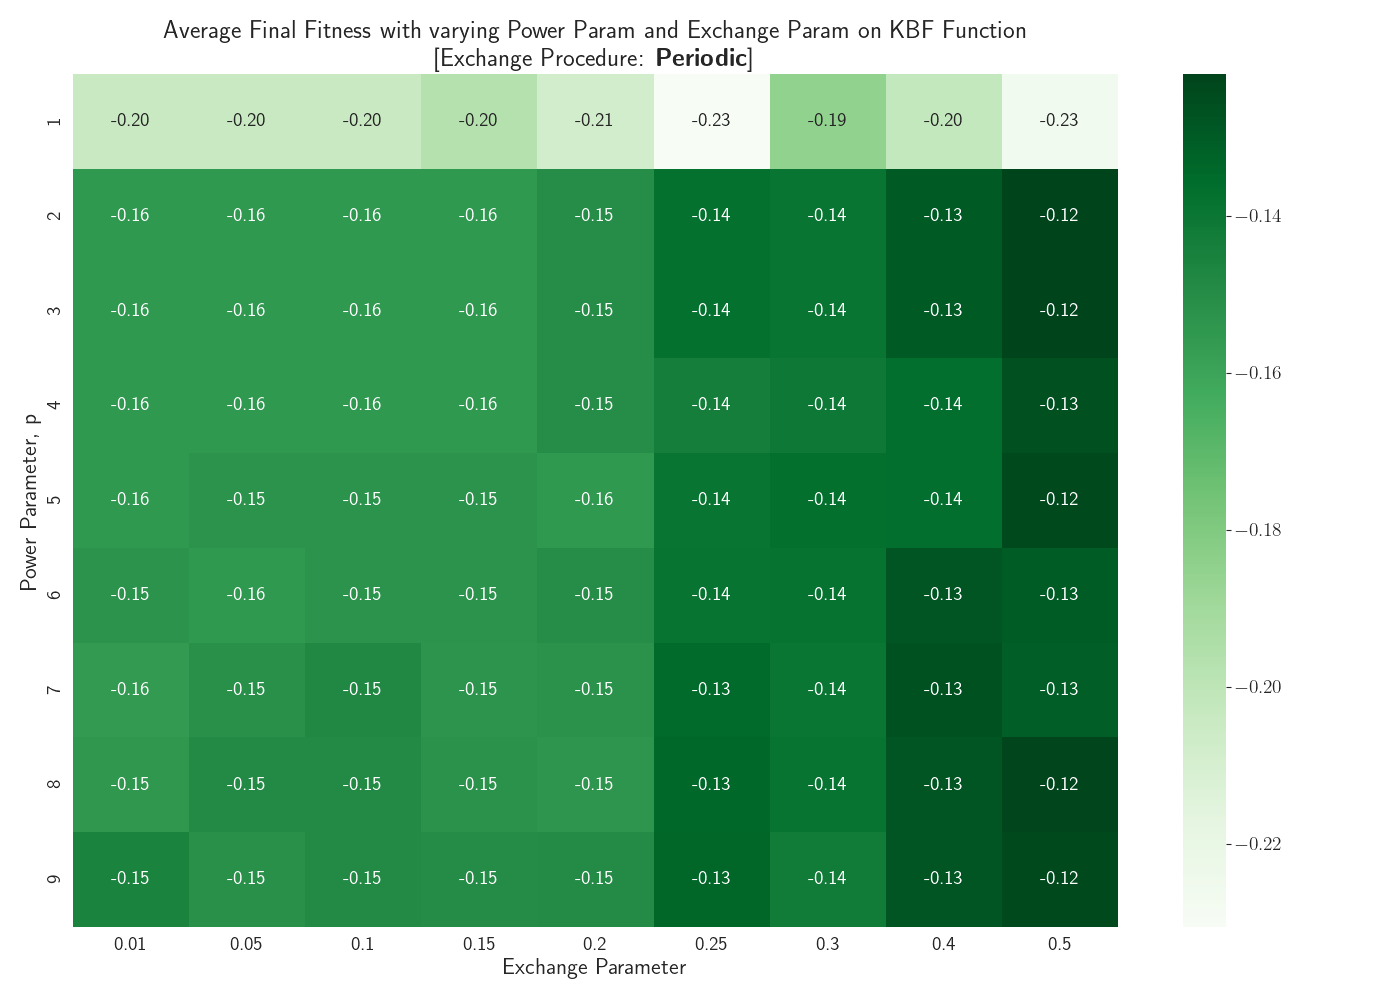 Average Final Fitness with varying Power Param and Exchange Param on KBF Function
[Exchange Procedure: Periodic]
1 -0.20 -0.20 -0.20 -0.20 -0.21 -0.23 -0.19 -0.20 -0.23
2 -0.16 -0.16 -0.16 -0.16 -0.15 -0.14 -0.14 -0.13 -0.12
3 -0.16 -0.16 -0.16 -0.16 -0.15 -0.14 -0.14 -0.13 -0.12
4 -0.16 -0.16 -0.16 -0.16 -0.15 -0.14 -0.14 -0.14 -0.13
5 -0.16 -0.15 -0.15 -0.15 -0.16 -0.14 -0.14 -0.14 -0.12
6 -0.15 -0.16 -0.15 -0.15 -0.15 -0.14 -0.14 -0.13 -0.13
7 -0.16 -0.15 -0.15 -0.15 -0.15 -0.13 -0.14 -0.13 -0.13
8 -0.15 -0.15 -0.15 -0.15 -0.15 -0.13 -0.14 -0.13 -0.12
9 -0.15 -0.15 -0.15 -0.15 -0.15 -0.13 -0.14 -0.13 -0.12
0.01 0.05 0.1 0.15 0.2 0.25 0.3 0.4 0.5
Exchange Parameter
Power Parameter, p
−0.14
−0.16
−0.18
−0.20
−0.22